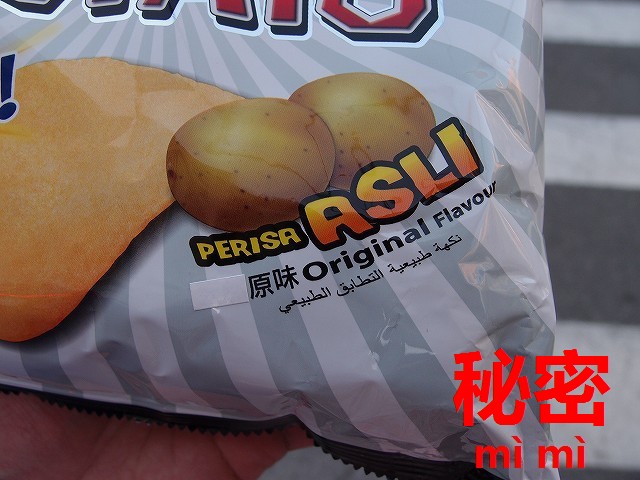 !
PERISA ASLI
原味 Original Flavour
نكهة طبيعية التطابق الطبيعي
秘密
mì mì